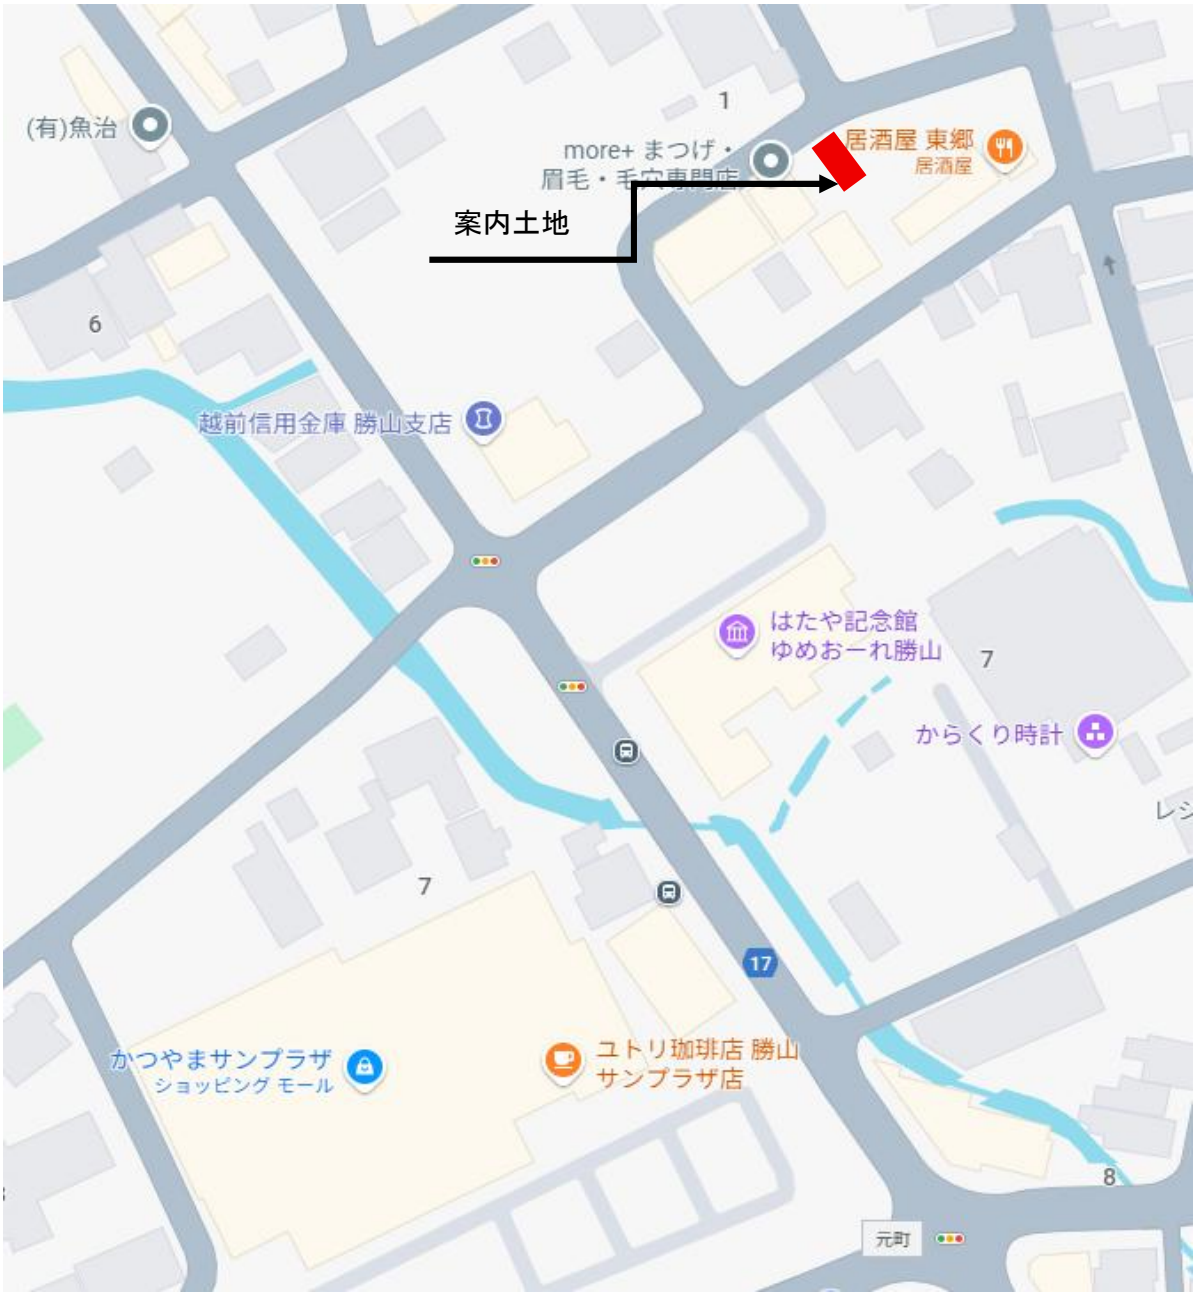 1
(有)魚治
居酒屋 東郷
居酒屋
more+ まつげ・
眉毛・毛穴専門店
案内土地
6
越前信用金庫 勝山支店
はたや記念館
ゆめおーれ勝山
7
からくり時計
レジ
7
17
かつやまサンプラザ
ショッピング モール
ユトリ珈琲店 勝山
サンプラザ店
8
元町